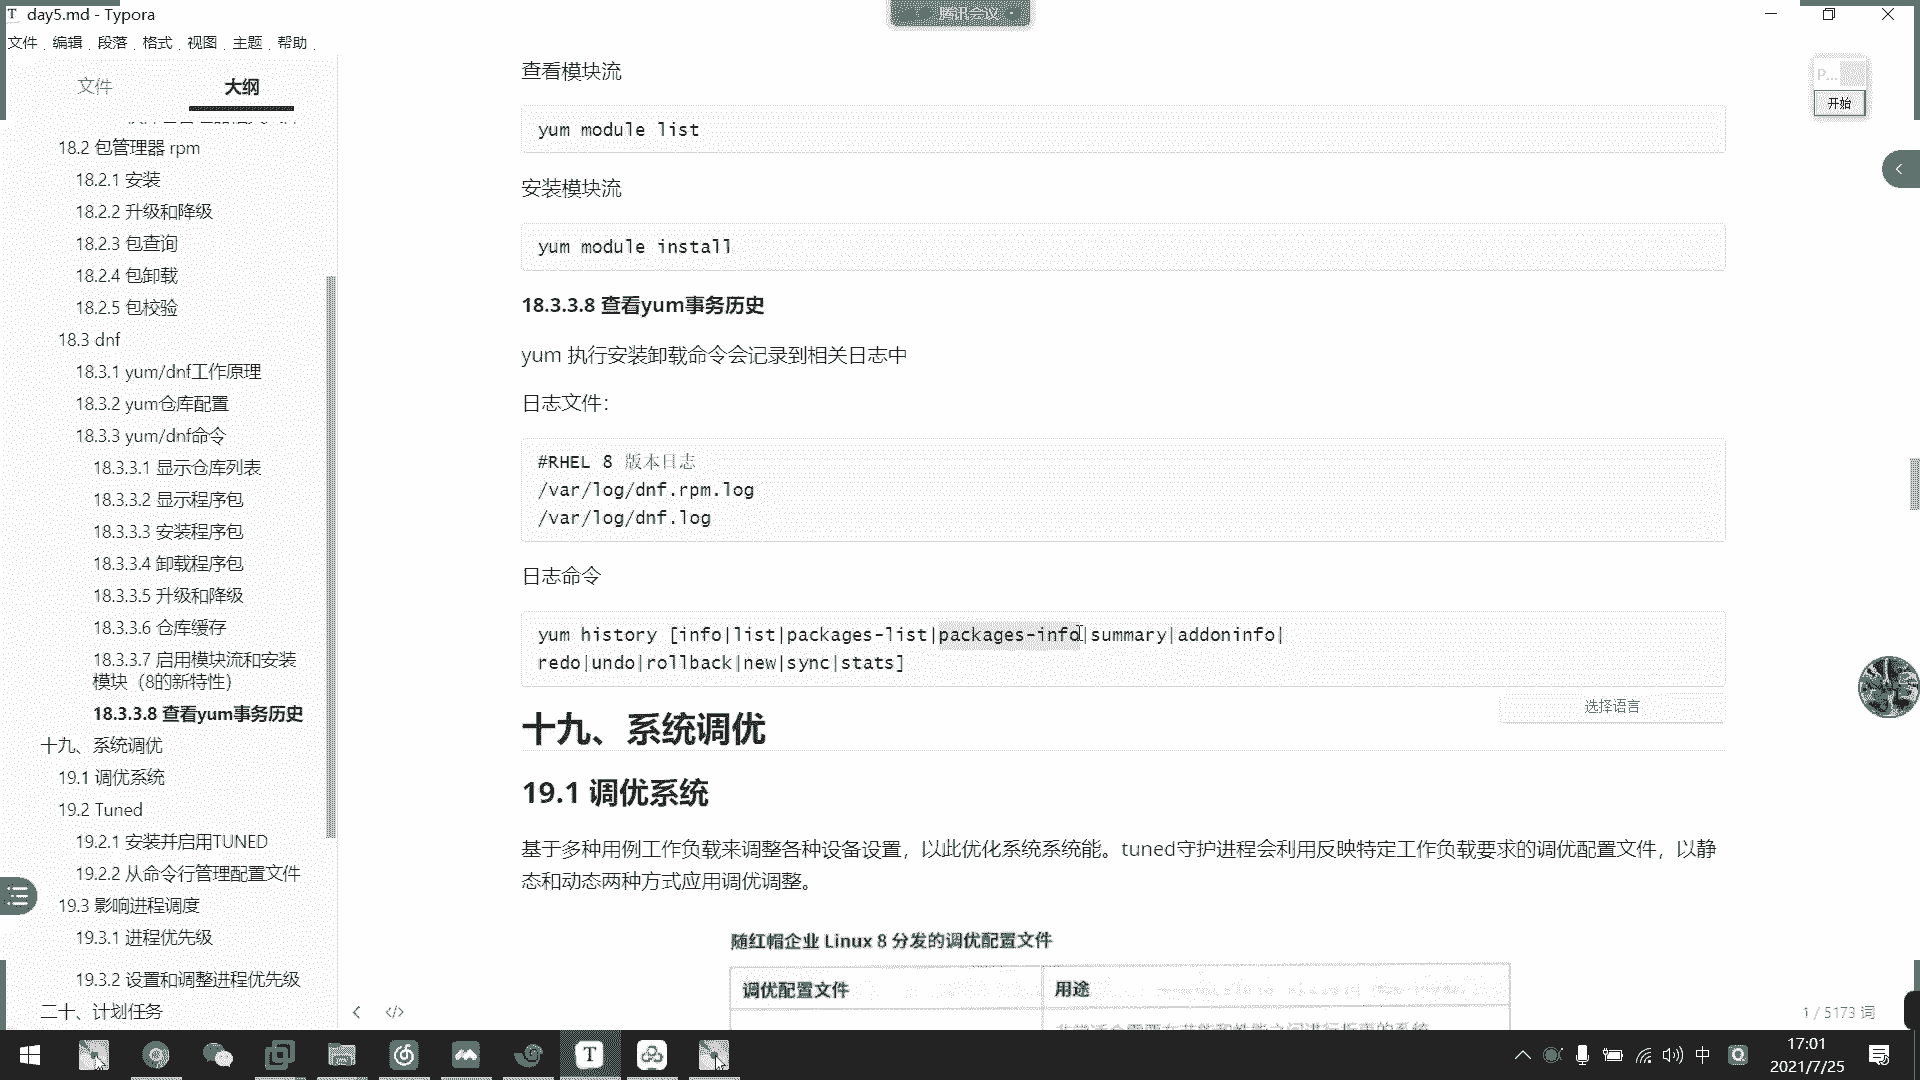 day5.md - Typora
腾讯会议
文件 编辑 段落 格式 视图 主题 帮助
文件 大纲
18.2 包管理器 rpm
18.2.1 安装
18.2.2 升级和降级
18.2.3 包查询
18.2.4 包卸载
18.2.5 包校验
18.3 dnf
18.3.1 yum/dnf工作原理
18.3.2 yum仓库配置
18.3.3 yum/dnf命令
18.3.3.1 显示仓库列表
18.3.3.2 显示程序包
18.3.3.3 安装程序包
18.3.3.4 卸载程序包
18.3.3.5 升级和降级
18.3.3.6 仓库缓存
18.3.3.7 启用模块流和安装
模块（8的新特性）
18.3.3.8 查看yum事务历史
十九、系统调优
19.1 调优系统
19.2 Tuned
19.2.1 安装并启用TUNED
19.2.2 从命令行管理配置文件
19.3 影响进程调度
19.3.1 进程优先级
19.3.2 设置和调整进程优先级
二十、计划任务
查看模块流
yum module list
安装模块流
yum module install
18.3.3.8 查看yum事务历史
yum 执行安装卸载命令会记录到相关日志中
日志文件：
#RHEL 8 版本日志
/var/log/dnf.rpm.log
/var/log/dnf.log
日志命令
yum history [info|list|packages-list|packages-info|summary|addoninfo|
redo|undo|rollback|new|sync|stats]
选择语言
十九、系统调优
19.1 调优系统
基于多种用例工作负载来调整各种设备设置，以此优化系统系统能。tuned守护进程会利用反映特定工作负载要求的调优配置文件，以静
态和动态两种方式应用调优调整。
随红帽企业 Linux 8 分发的调优配置文件
调优配置文件 用途
P...
开始
1 / 5173 词
中
17:01
2021/7/25